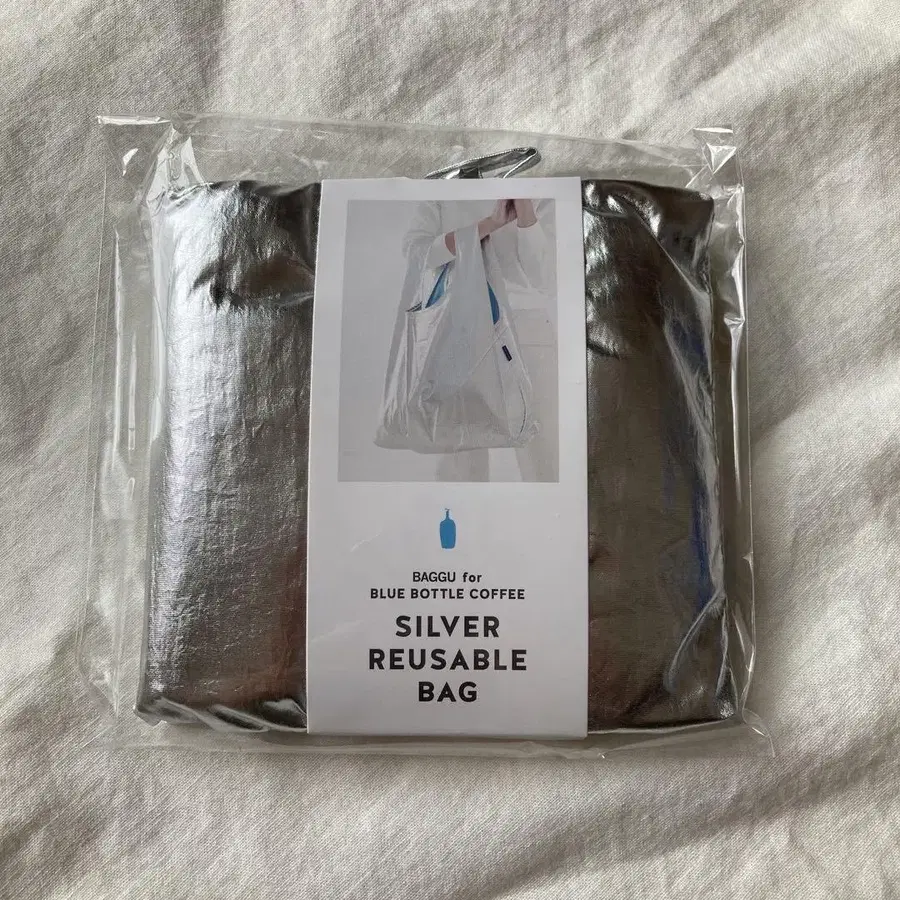 BAGGU for
BLUE BOTTLE COFFEE
SILVER
REUSABLE
BAG